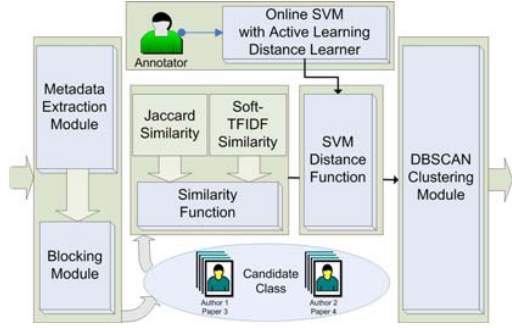 Annotator
Online SVM
with Active Learning
Distance Learner
Metadata
Extraction
Module
Blocking
Module
Jaccard
Similarity
Soft-
TFIDF
Similarity
Similarity
Function
SVM
Distance
Function
DBSCAN
Clustering
Module
Candidate
Class
Author 1
Paper 3
Author 2
Paper 4